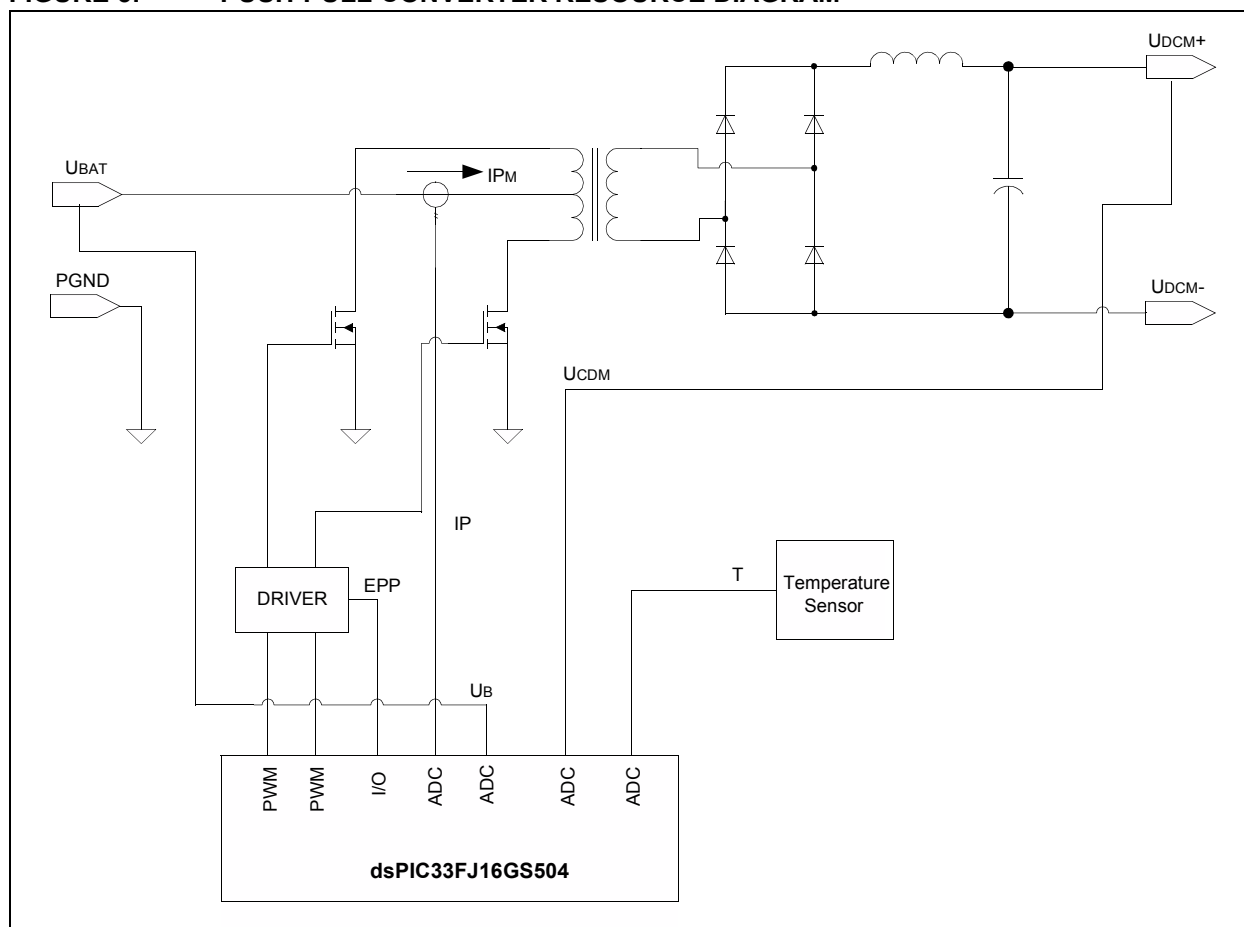 FIGURE
PUSH-PULL CONVERTER RESOURCE DIAGRAM
UDCM+
UBAT
IPM
PGND
UDCM-
UCDM
IP
DRIVER
EPP
T
Temperature
Sensor
UB
PWM
PWM
I/O
ADC
ADC
ADC
ADC
dsPIC33FJ16GS504